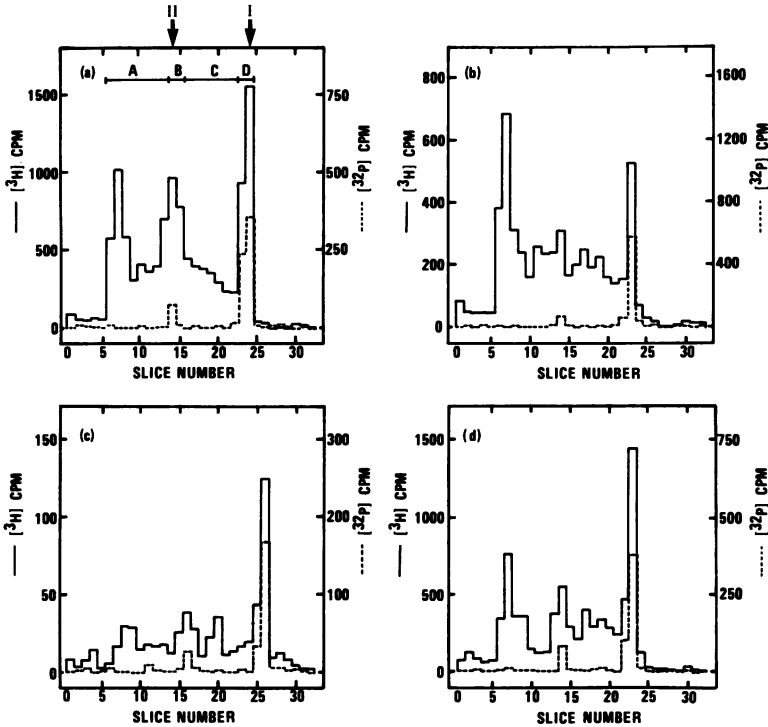 II I
(a) A B C D
1500
1000
500
0
[³H] CPM
750
500
250
[³²P] CPM
0 5 10 15 20 25 30
SLICE NUMBER
(b)
800
600
400
200
0
[³H] CPM
1600
1200
800
400
[³²P] CPM
0 5 10 15 20 25 30
SLICE NUMBER
(c)
150
100
50
0
[³H] CPM
300
200
100
[³²P] CPM
0 5 10 15 20 25 30
SLICE NUMBER
(d)
1500
1000
500
0
[³H] CPM
750
500
250
[³²P] CPM
0 5 10 15 20 25 30
SLICE NUMBER